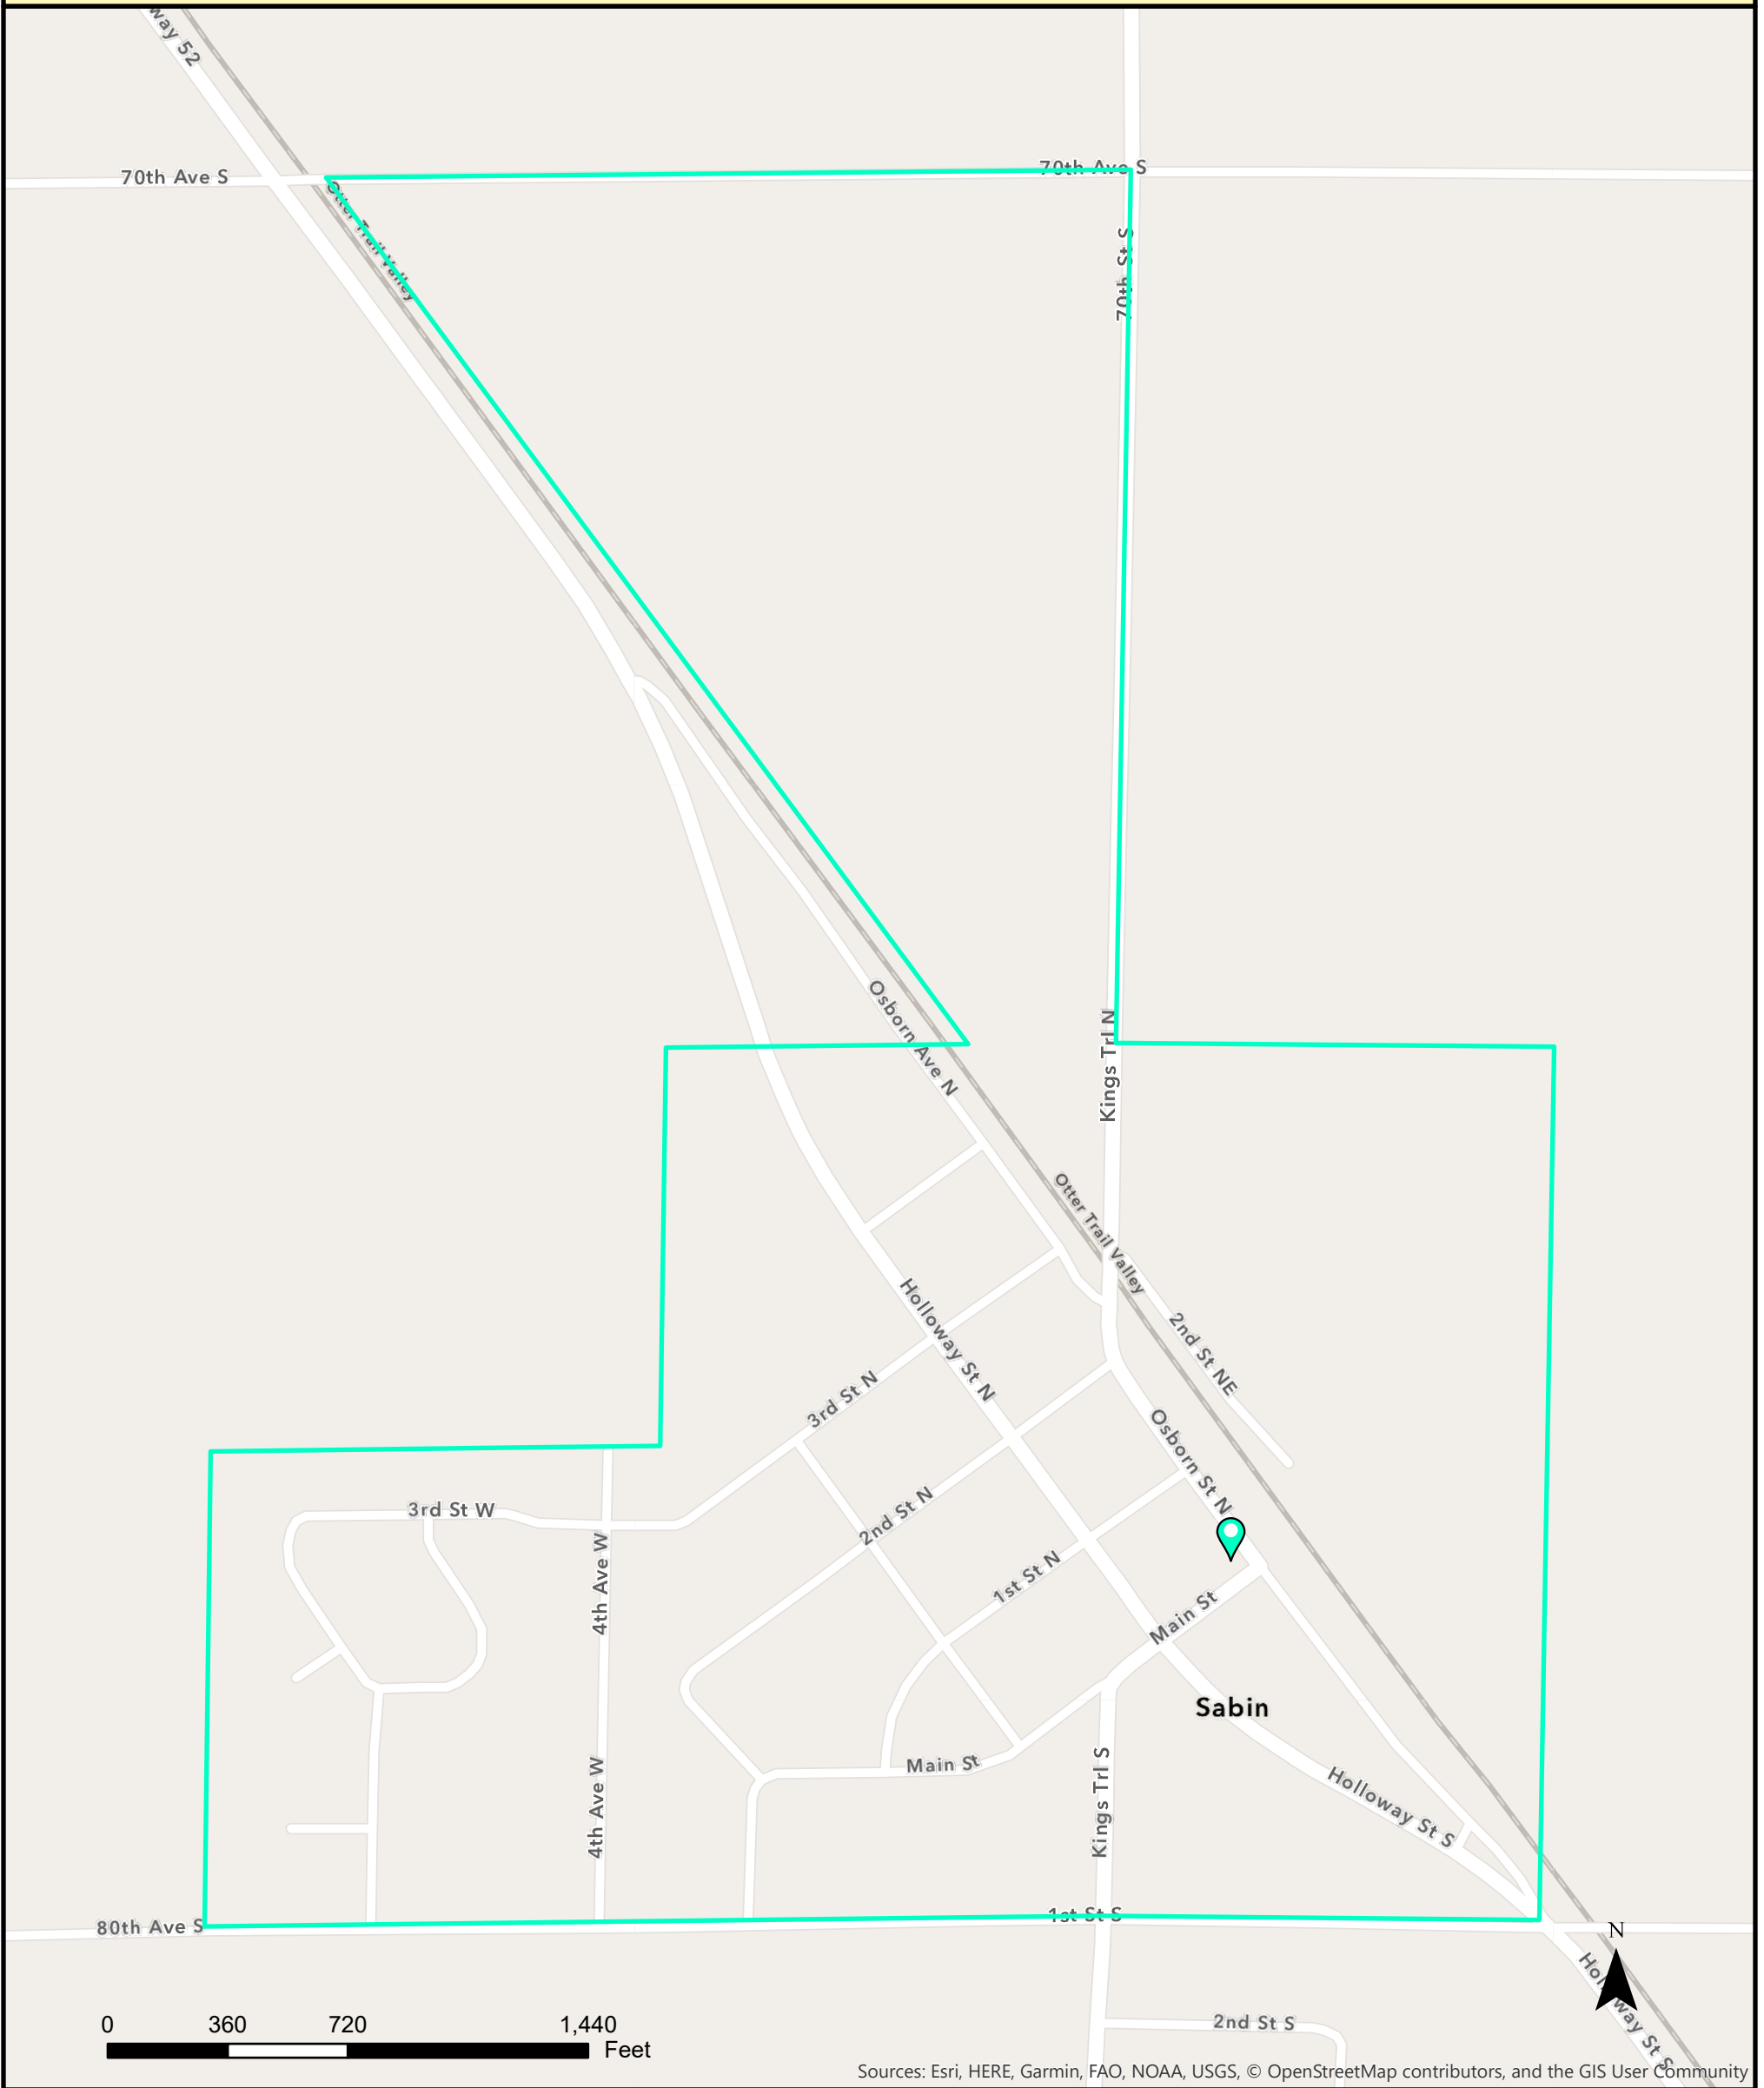 way 52
70th Ave S
70th Ave S
Otter Trail Valley
70th St S
Osborn Ave N
Kings Trl N
Otter Trail Valley
2nd St NE
Holloway St N
3rd St N
Osborn St N
2nd St N
3rd St W
4th Ave W
1st St N
Main St
Sabin
Main St
Kings Trl S
4th Ave W
Holloway St S
80th Ave S
1st St S
N
Holloway St S
2nd St S
0 360 720 1,440
Feet
Sources: Esri, HERE, Garmin, FAO, NOAA, USGS, © OpenStreetMap contributors, and the GIS User Community